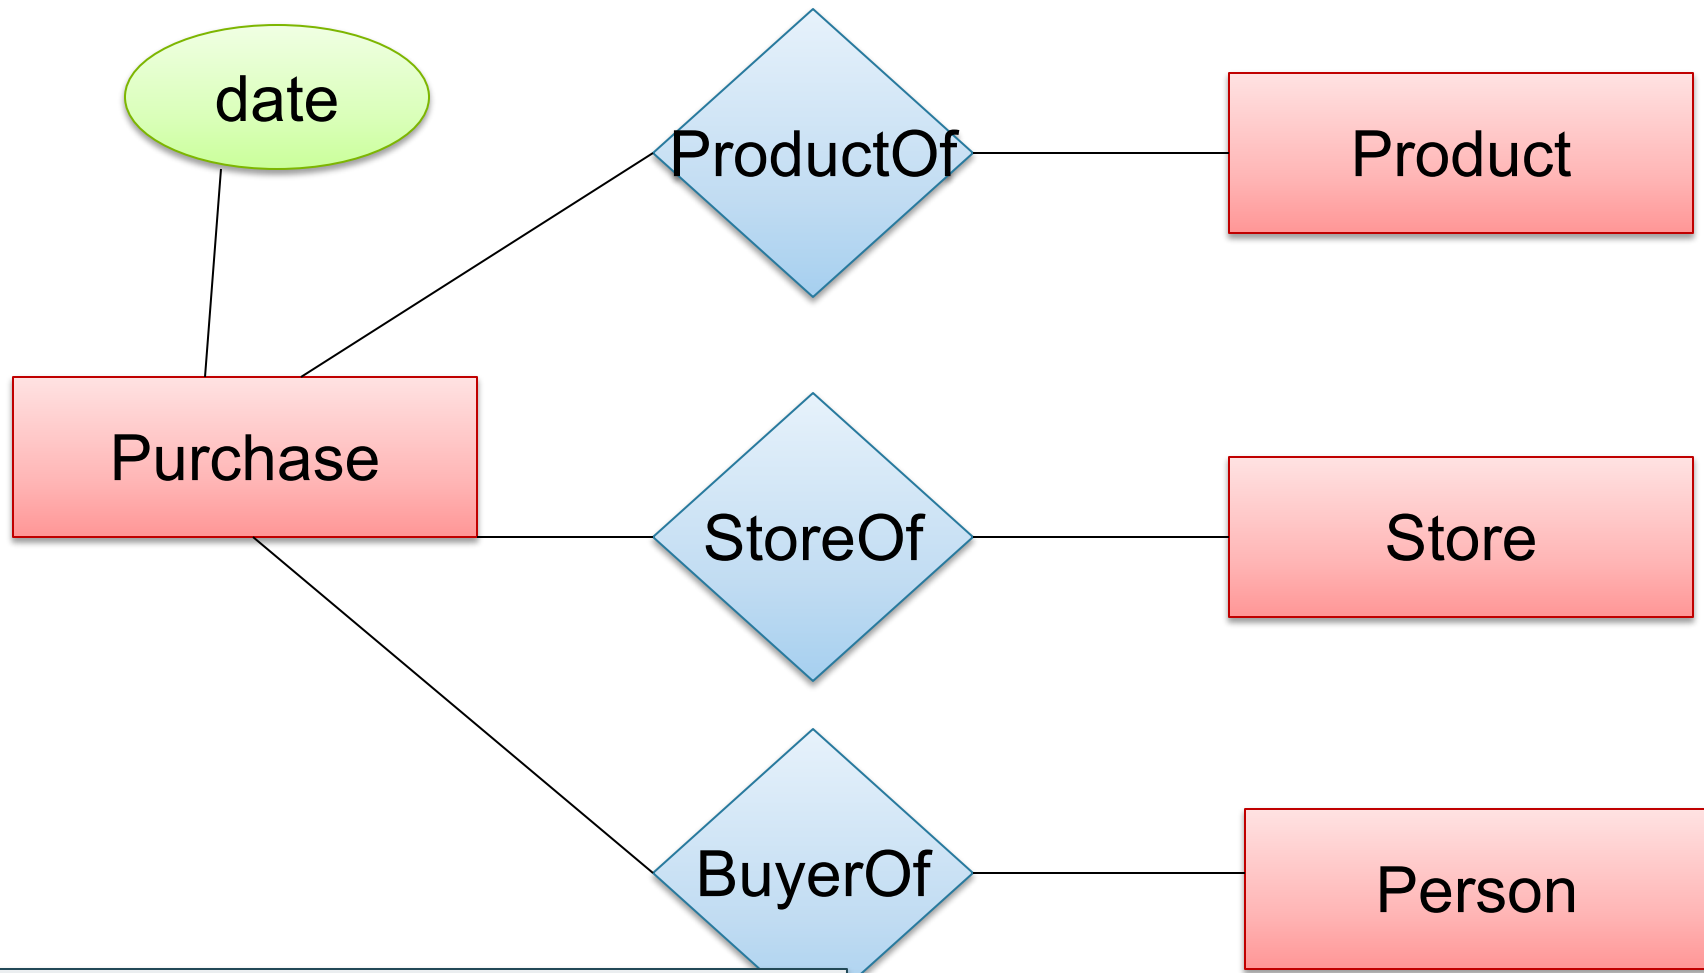 date
ProductOf
Product
Purchase
StoreOf
Store
BuyerOf
Person